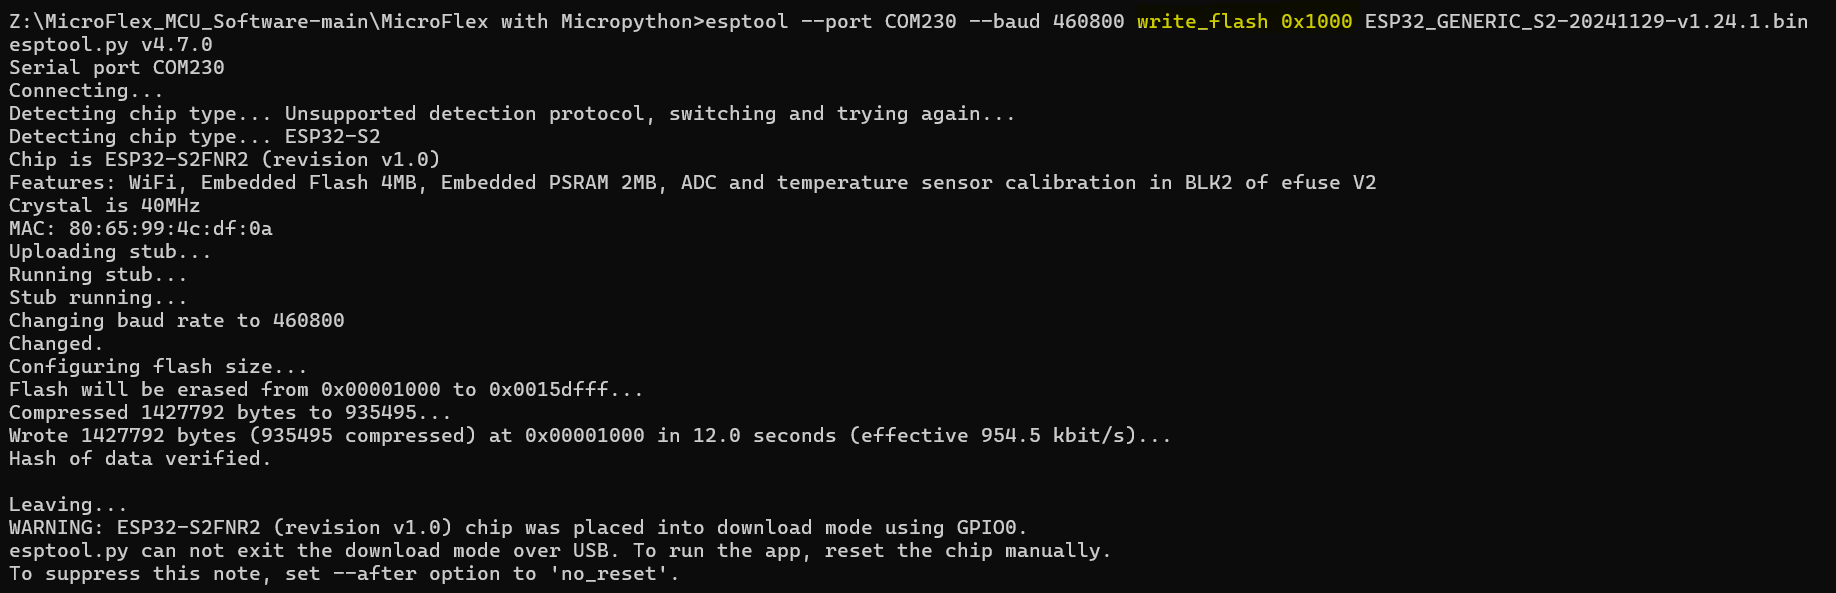 Z:\MicroFlex_MCU_Software-main\MicroFlex with Micropython>esptool --port COM230 --baud 460800 write_flash 0x1000 ESP32_GENERIC_S2-20241129-v1.24.1.bin
esptool.py v4.7.0
Serial port COM230
Connecting...
Detecting chip type... Unsupported detection protocol, switching and trying again...
Detecting chip type... ESP32-S2
Chip is ESP32-S2FNR2 (revision v1.0)
Features: WiFi, Embedded Flash 4MB, Embedded PSRAM 2MB, ADC and temperature sensor calibration in BLK2 of efuse V2
Crystal is 40MHz
MAC: 80:65:99:4c:df:0a
Uploading stub...
Running stub...
Stub running...
Changing baud rate to 460800
Changed.
Configuring flash size...
Flash will be erased from 0x00001000 to 0x0015dfff...
Compressed 1427792 bytes to 935495...
Wrote 1427792 bytes (935495 compressed) at 0x00001000 in 12.0 seconds (effective 954.5 kbit/s)...
Hash of data verified.

Leaving...
WARNING: ESP32-S2FNR2 (revision v1.0) chip was placed into download mode using GPIO0.
esptool.py can not exit the download mode over USB. To run the app, reset the chip manually.
To suppress this note, set --after option to 'no_reset'.